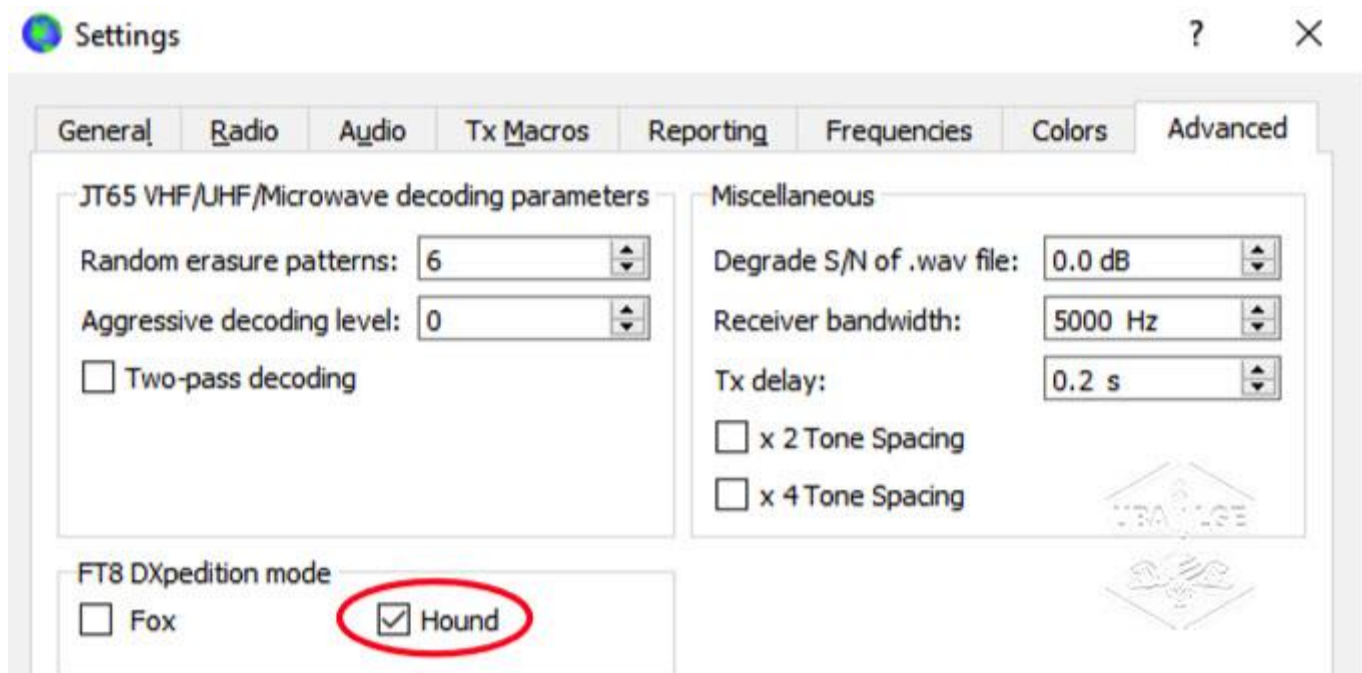 Settings
General Radio Audio Tx Macros Reporting Frequencies Colors Advanced
JT65 VHF/UHF/Microwave decoding parameters
Random erasure patterns: 6
Aggressive decoding level: 0
Two-pass decoding
Miscellaneous
Degrade S/N of .wav file: 0.0 dB
Receiver bandwidth: 5000 Hz
Tx delay: 0.2 s
x 2 Tone Spacing
x 4 Tone Spacing
FT8 DXpedition mode
Fox Hound